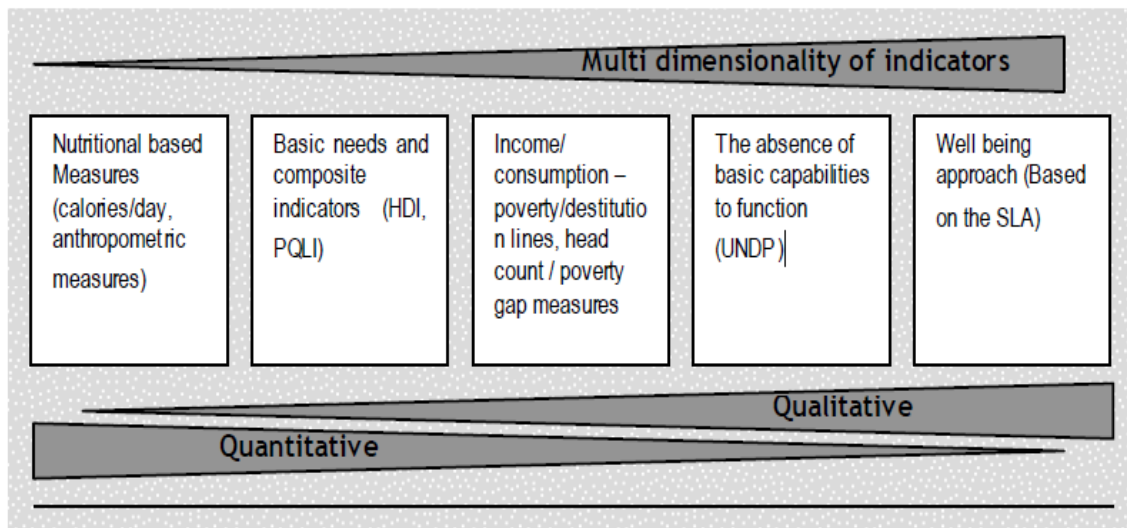 Multi dimensionality of indicators
Nutritional based
Measures
(calories/day,
anthropometric
measures)
Basic needs and
composite
indicators (HDI,
PQLI)
Income/
consumption –
poverty/destitutio
n lines, head
count / poverty
gap measures
The absence of
basic capabilities
to function
(UNDP)
Well being
approach (Based
on the SLA)
Qualitative
Quantitative